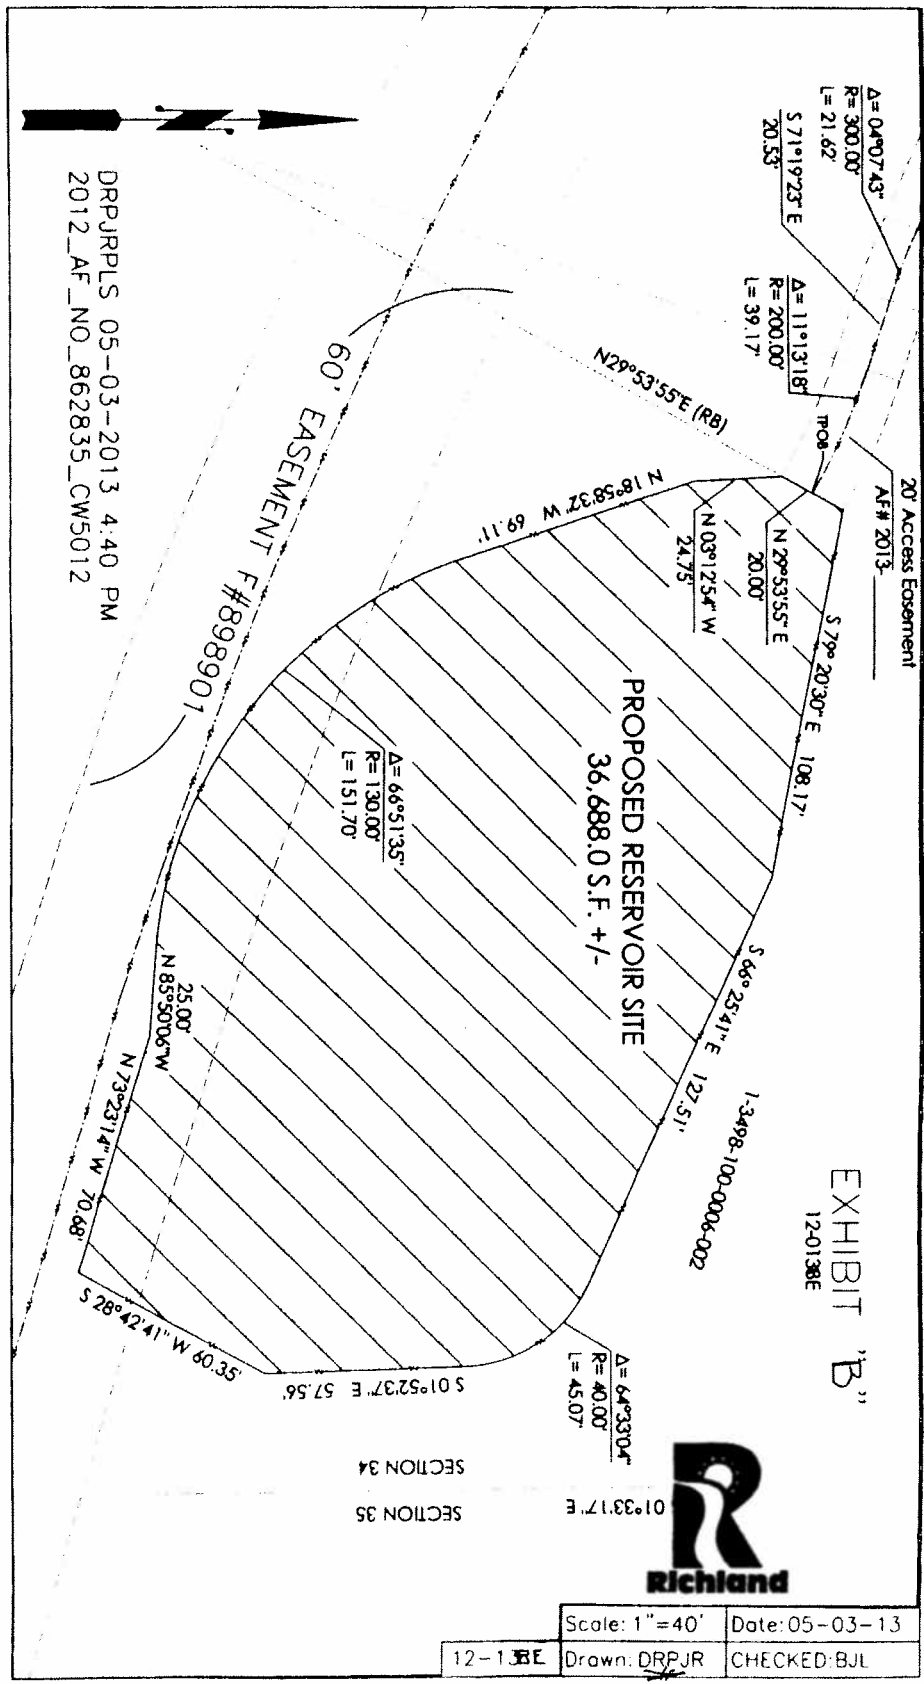 EXHIBIT "B"
12-013BE
20' Access Easement
AF# 2013-
Δ= 04°07'43"
R= 300.00'
L= 21.62'
S 71°19'23" E
20.53'
Δ= 11°13'18"
R= 200.00'
L= 39.17'
TPOB
N29°53'55"E (RB)
N 29°53'55" E
20.00'
N 03°12'54" W
24.75'
N 18°58'32" W 69.11'
S 79° 20'30" E 108.17'
S 66° 25'41" E 127.51'
1-3498-100-0006-002
PROPOSED RESERVOIR SITE
36,688.0 S.F. +/-
Δ= 66°51'35"
R= 130.00'
L= 151.70'
25.00'
N 85°50'06"W
N 73°23'14" W 70.68'
S 28°42'41" W 60.35'
S 01°52'37" E 57.56'
Δ= 64°33'04"
R= 40.00'
L= 45.07'
SECTION 34
SECTION 35
01°33'17" E
60' EASEMENT F#898901
DRPJRPLS 05-03-2013 4:40 PM
2012_AF_NO_862835_CW5012
Richland
Scale: 1"=40'
Date: 05-03-13
12-13BE
Drawn: DRPJR
CHECKED: BJL